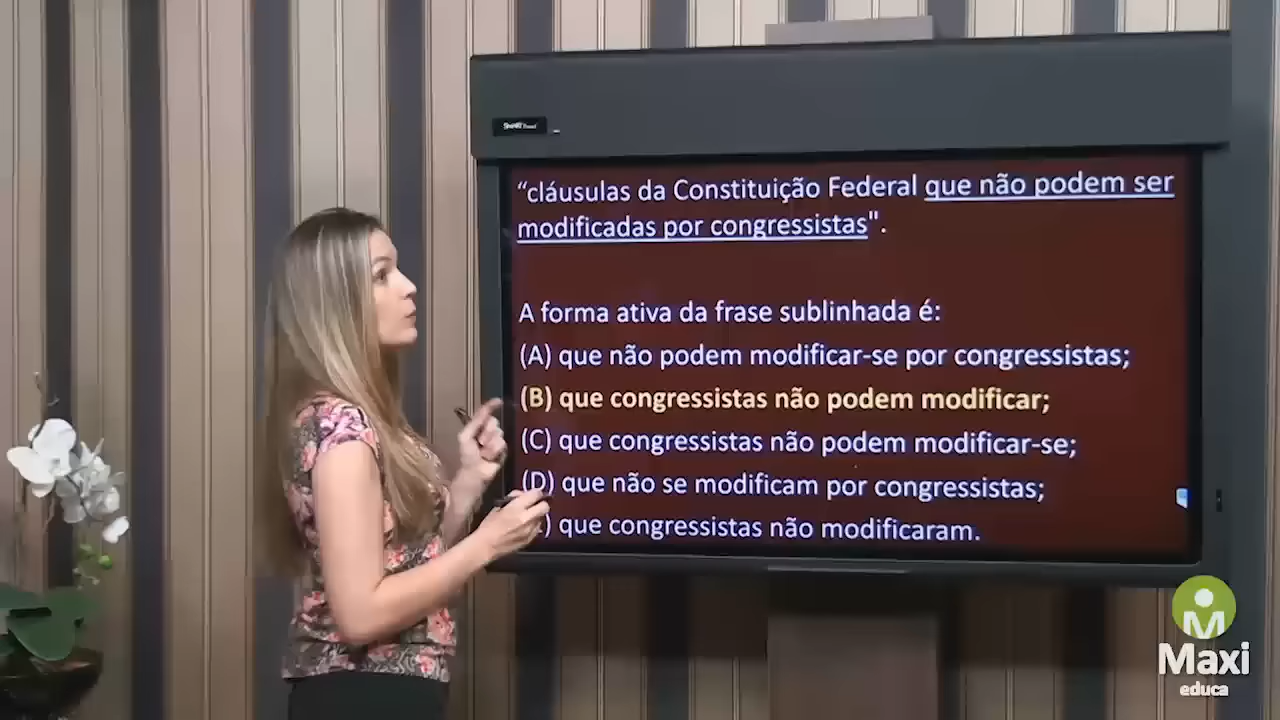 SMART Board
“cláusulas da Constituição Federal que não podem ser
modificadas por congressistas".
A forma ativa da frase sublinhada é:
(A) que não podem modificar-se por congressistas;
(B) que congressistas não podem modificar;
(C) que congressistas não podem modificar-se;
(D) que não se modificam por congressistas;
) que congressistas não modificaram.
M
Maxi
educa